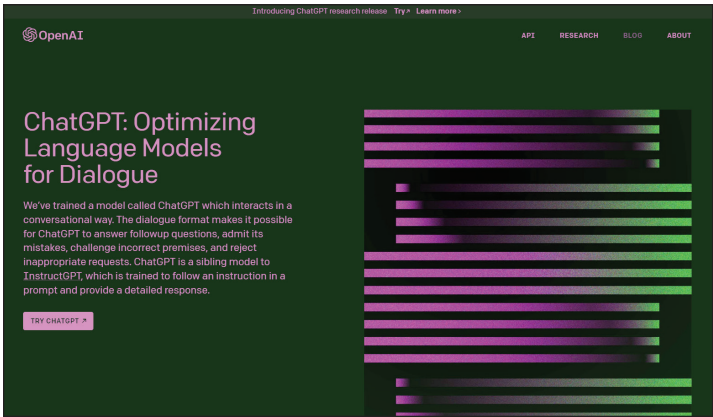 Introducing ChatGPT research release Try↗ Learn more›
OpenAI
API RESEARCH BLOG ABOUT
ChatGPT: Optimizing
Language Models
for Dialogue
We've trained a model called ChatGPT which interacts in a
conversational way. The dialogue format makes it possible
for ChatGPT to answer followup questions, admit its
mistakes, challenge incorrect premises, and reject
inappropriate requests. ChatGPT is a sibling model to
InstructGPT, which is trained to follow an instruction in a
prompt and provide a detailed response.
TRY CHATGPT ↗